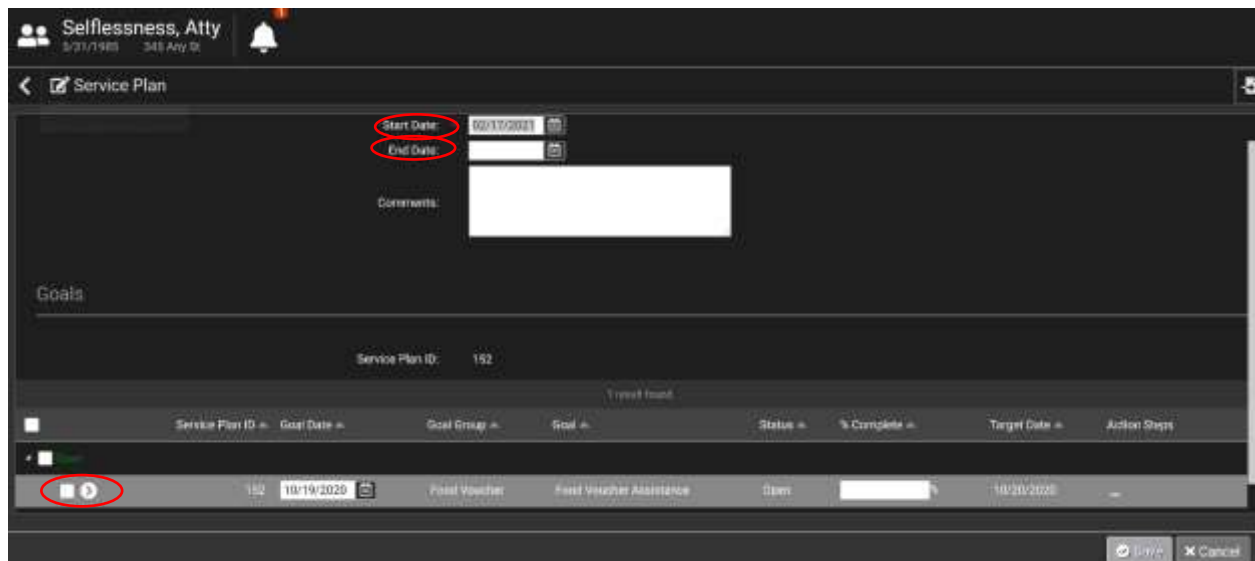 1
Selflessness, Atty
5/31/1985 345 Any St
Service Plan
Start Date: 02/17/2021
End Date:
Comments:
Goals
Service Plan ID: 152
1 result found
Service Plan ID Goal Date Goal Group Goal Status % Complete Target Date Action Steps
152 10/19/2020 Food Voucher Food Voucher Assistance Open 10/20/2020
Save Cancel